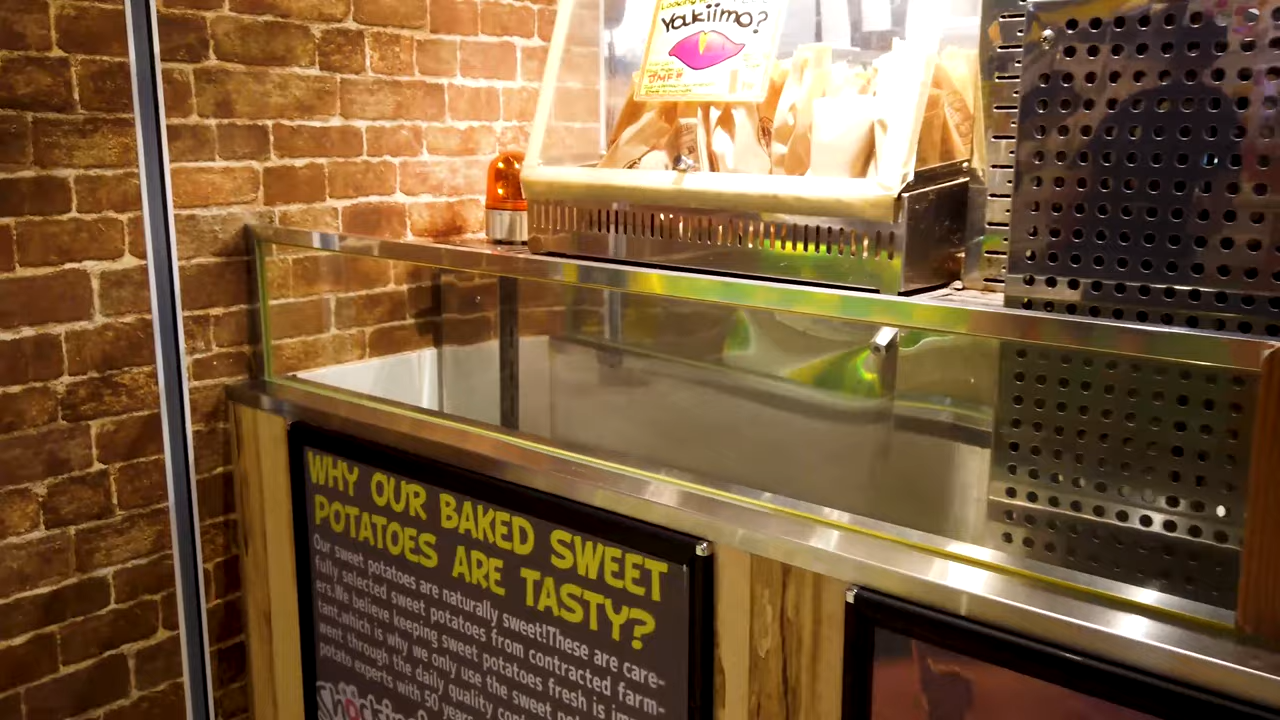 Yakiimo?
WHY OUR BAKED SWEET
POTATOES ARE TASTY?
Our sweet potatoes are naturally sweet!These are care-
fully selected sweet potatoes from contracted farm-
ers.We believe keeping sweet potatoes fresh is impor-
tant,which is why we only use the sweet
went through the daily quality
potato experts with 50 years